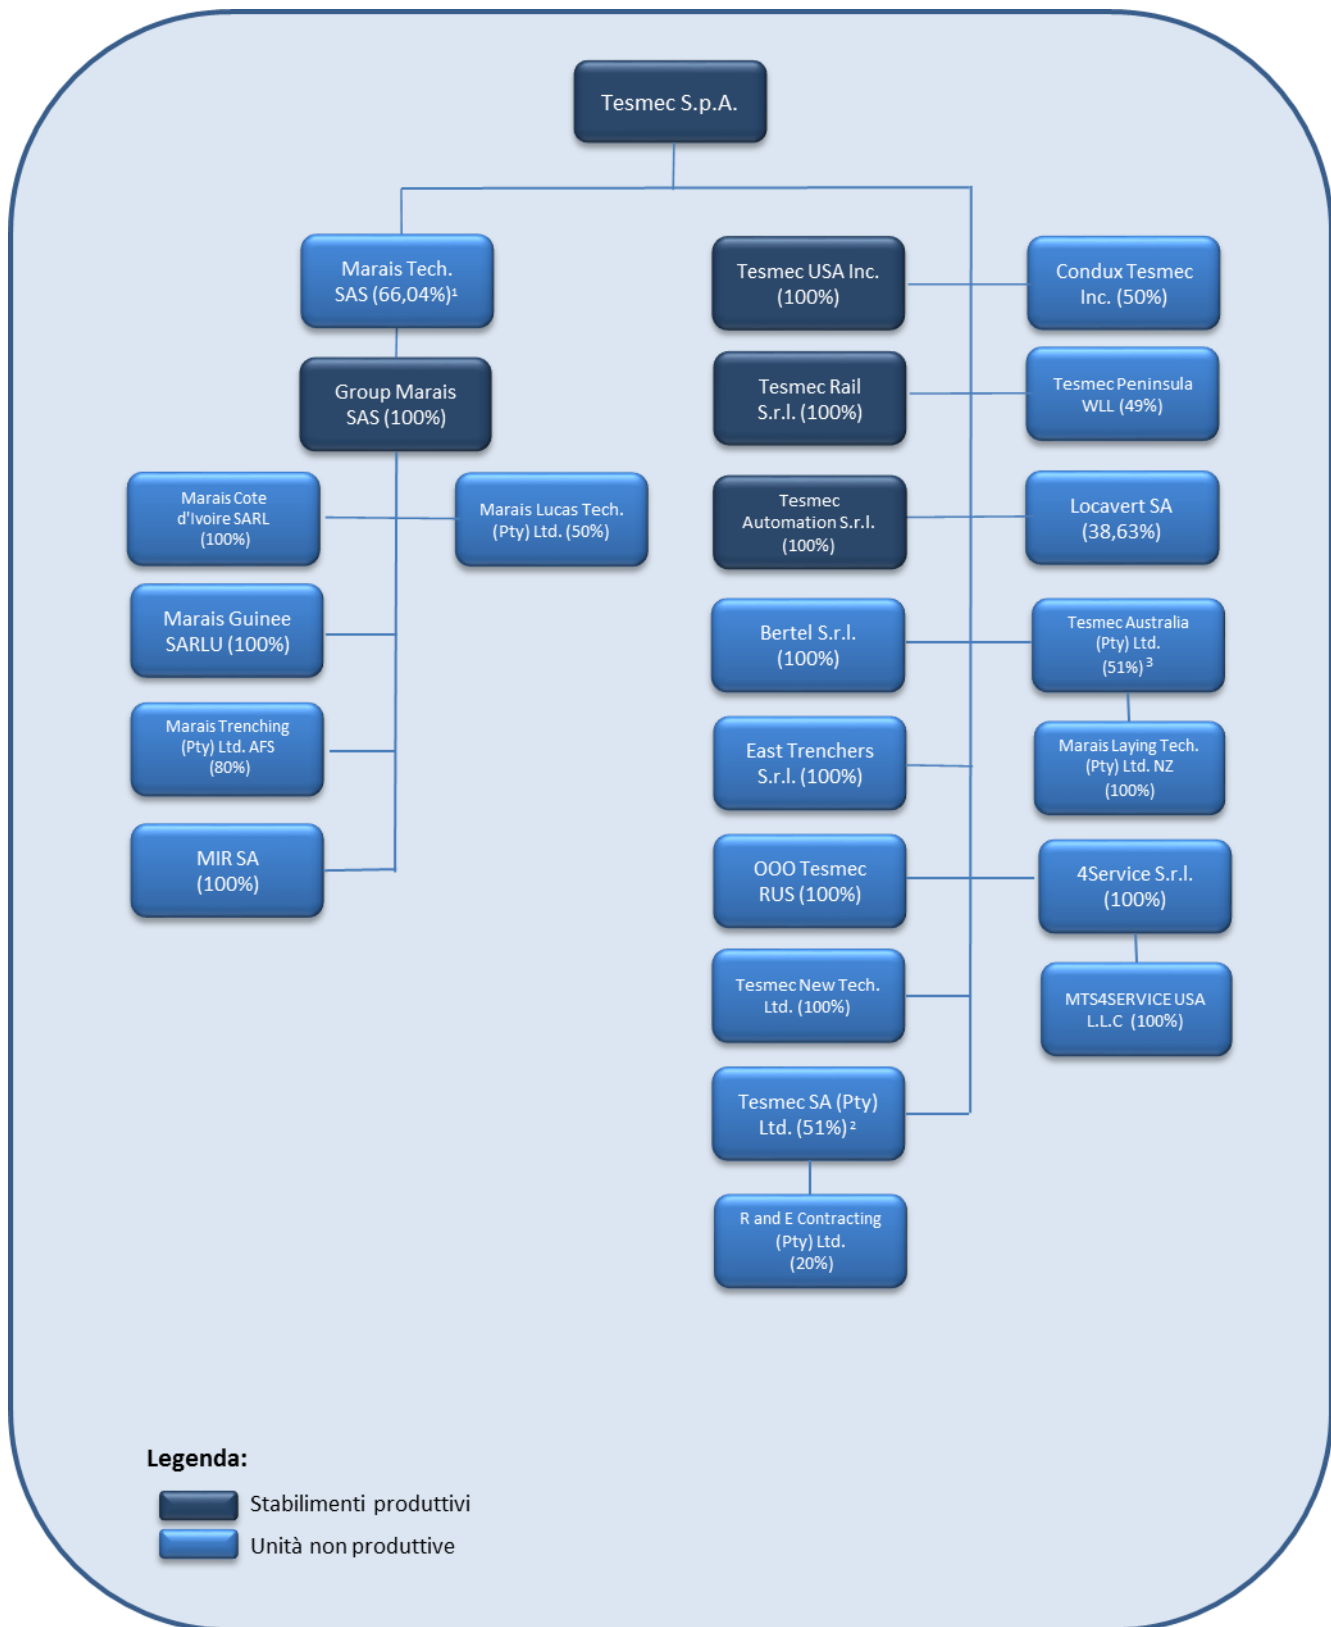 Tesmec S.p.A.
Marais Tech.
SAS (66,04%)¹
Group Marais
SAS (100%)
Marais Cote
d'Ivoire SARL
(100%)
Marais Lucas Tech.
(Pty) Ltd. (50%)
Marais Guinee
SARLU (100%)
Marais Trenching
(Pty) Ltd. AFS
(80%)
MIR SA
(100%)
Tesmec USA Inc.
(100%)
Condux Tesmec
Inc. (50%)
Tesmec Rail
S.r.l. (100%)
Tesmec Peninsula
WLL (49%)
Tesmec
Automation S.r.l.
(100%)
Locavert SA
(38,63%)
Bertel S.r.l.
(100%)
Tesmec Australia
(Pty) Ltd.
(51%) ³
East Trenchers
S.r.l. (100%)
Marais Laying Tech.
(Pty) Ltd. NZ
(100%)
OOO Tesmec
RUS (100%)
4Service S.r.l.
(100%)
Tesmec New Tech.
Ltd. (100%)
MTS4SERVICE USA
L.L.C (100%)
Tesmec SA (Pty)
Ltd. (51%) ²
R and E Contracting
(Pty) Ltd.
(20%)
Legenda:
Stabilimenti produttivi
Unità non produttive